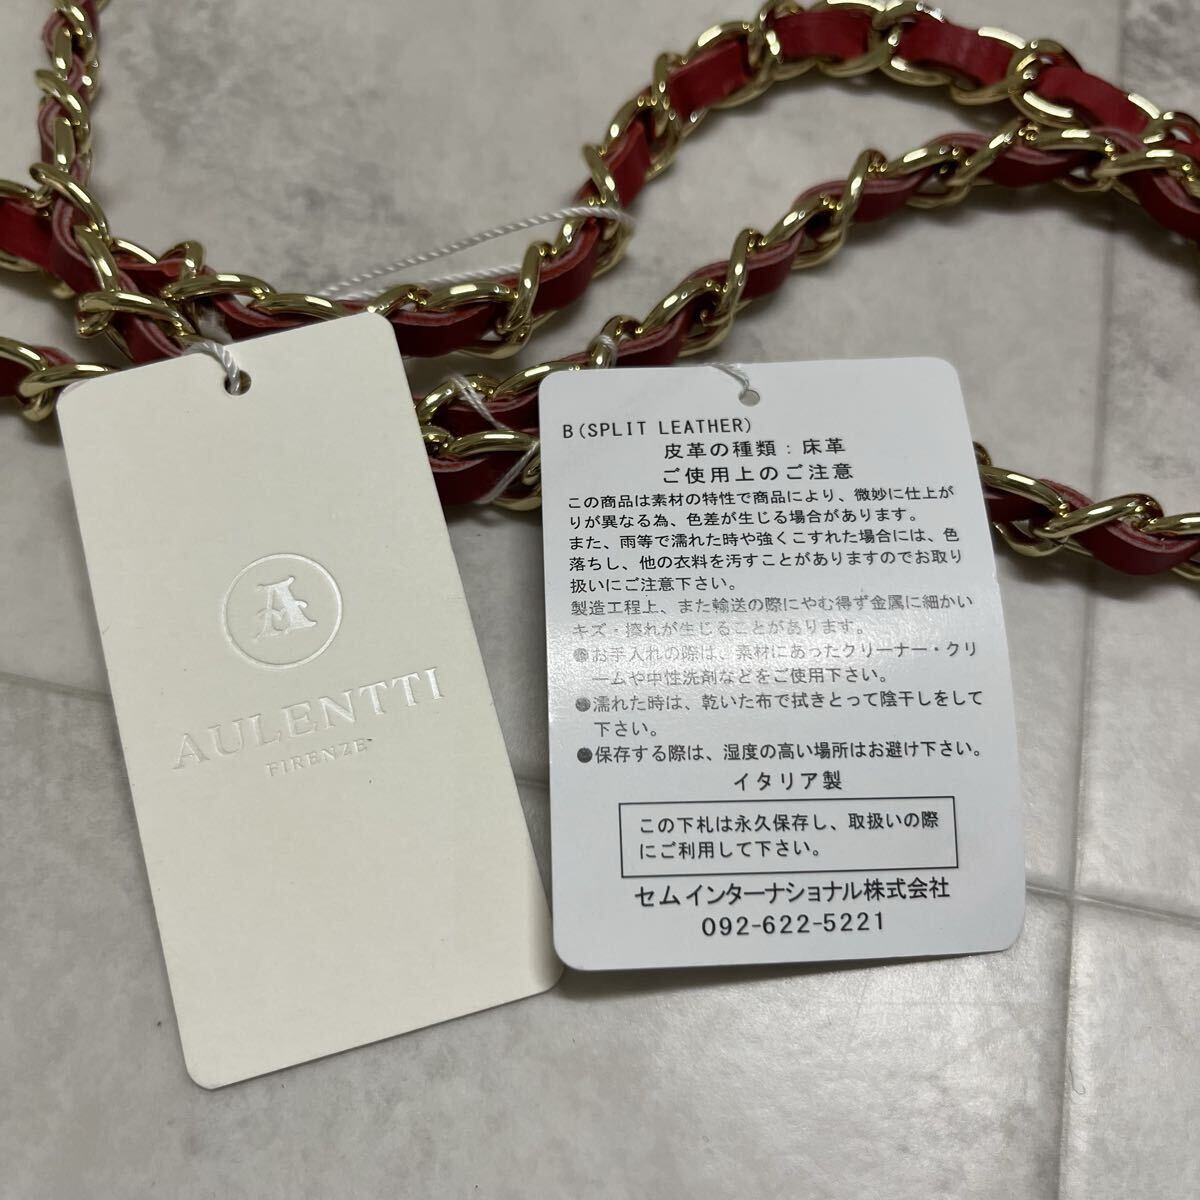 A
AULENTTI
FIRENZE
B(SPLIT LEATHER)
皮革の種類：床革
ご使用上のご注意
この商品は素材の特性で商品により、微妙に仕上が
りが異なる為、色差が生じる場合があります。
また、雨等で濡れた時や強くこすれた場合には、色
落ちし、他の衣料を汚すことがありますのでお取り
扱いにご注意下さい。
製造工程上、また輸送の際にやむ得ず金属に細かい
キズ・擦れが生じることがあります。
●お手入れの際は、素材にあったクリーナー・クリ
ームや中性洗剤などをご使用下さい。
●濡れた時は、乾いた布で拭きとって陰干しをして
下さい。
●保存する際は、湿度の高い場所はお避け下さい。
イタリア製
この下札は永久保存し、取扱いの際
にご利用して下さい。
セムインターナショナル株式会社
092-622-5221